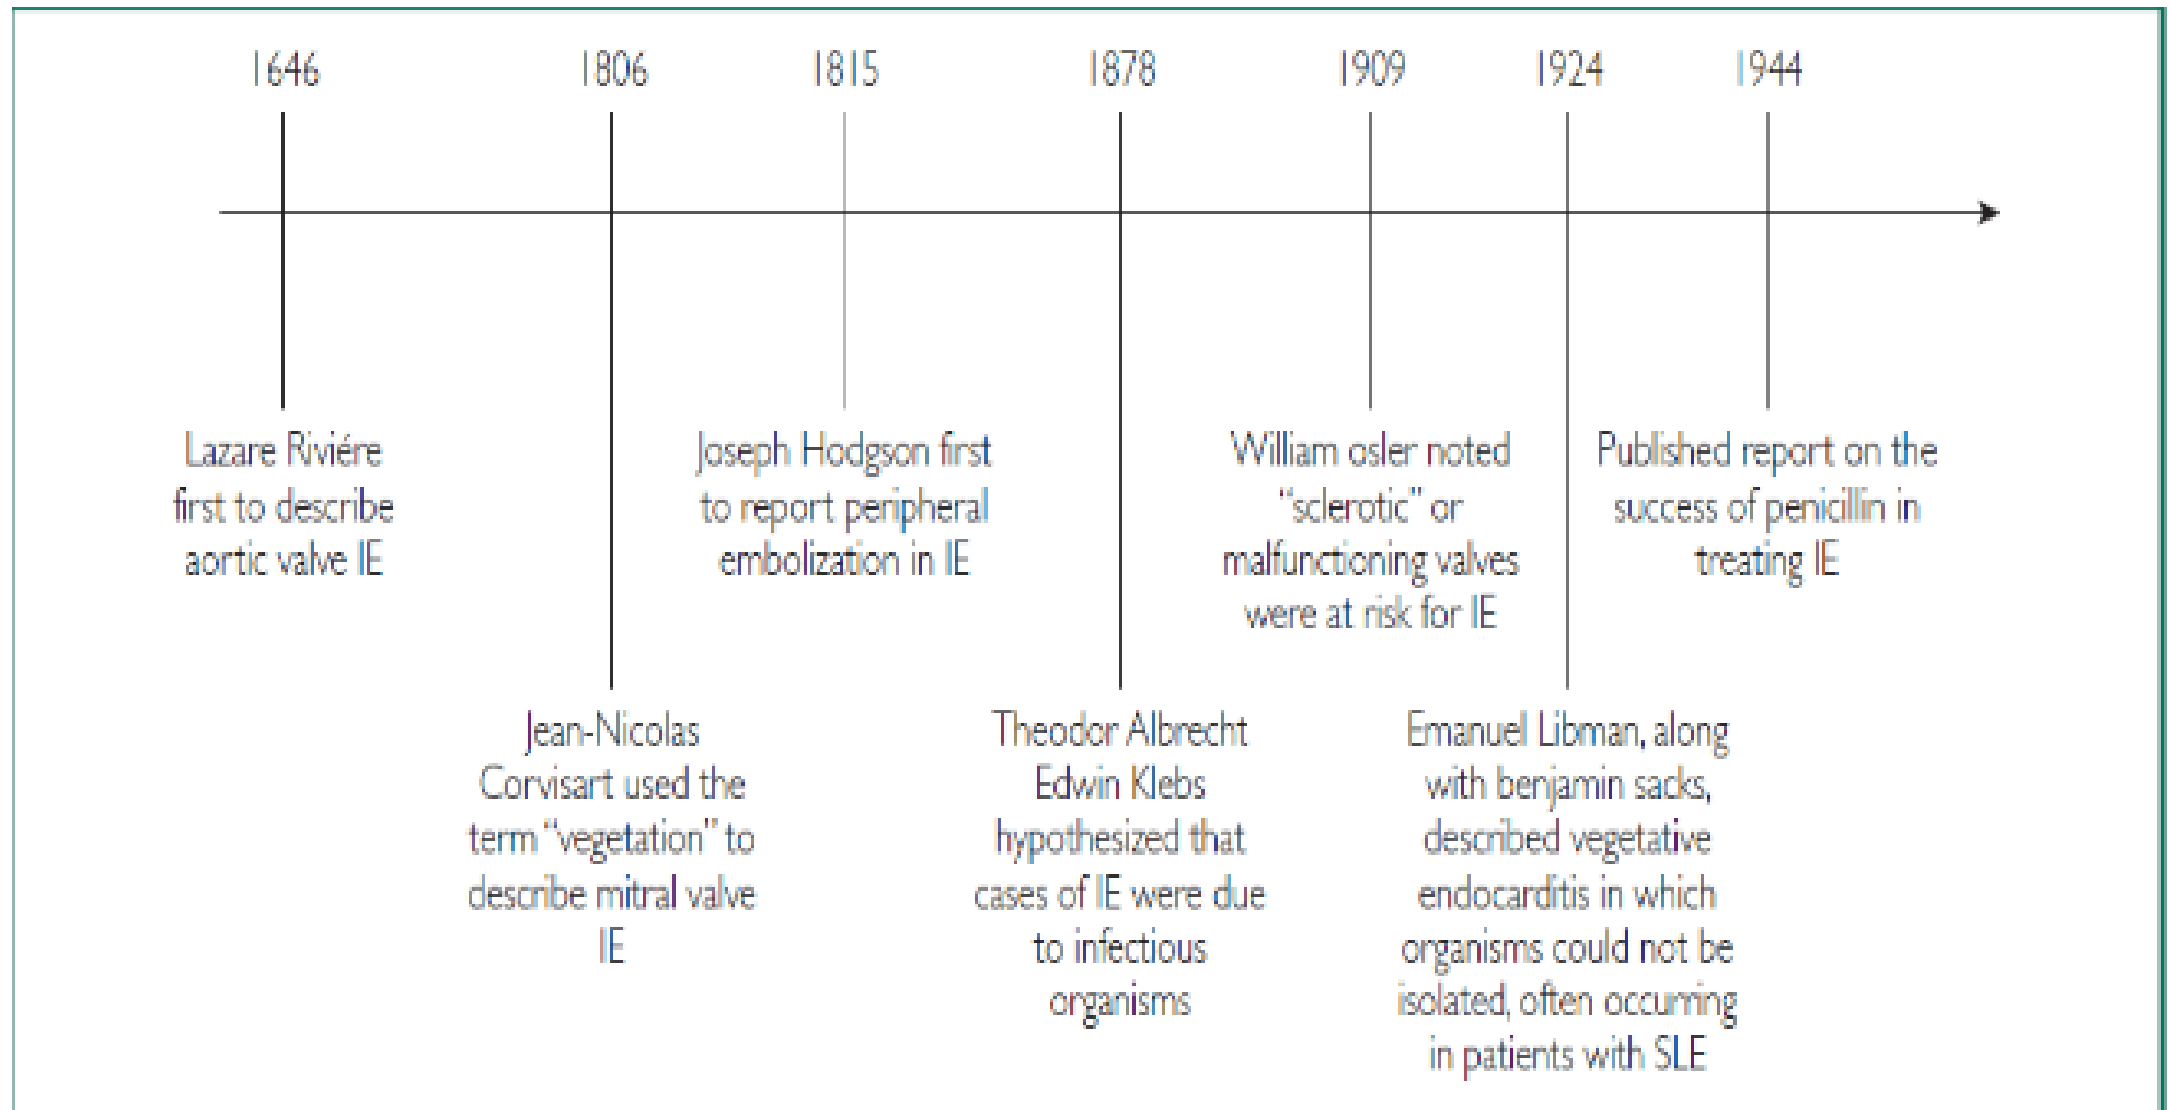 1646
1806
1815
1878
1909
1924
1944
Lazare Riviére
first to describe
aortic valve IE
Joseph Hodgson first
to report peripheral
embolization in IE
William osler noted
“sclerotic” or
malfunctioning valves
were at risk for IE
Published report on the
success of penicillin in
treating IE
Jean-Nicolas
Corvisart used the
term “vegetation” to
describe mitral valve
IE
Theodor Albrecht
Edwin Klebs
hypothesized that
cases of IE were due
to infectious
organisms
Emanuel Libman, along
with benjamin sacks,
described vegetative
endocarditis in which
organisms could not be
isolated, often occurring
in patients with SLE